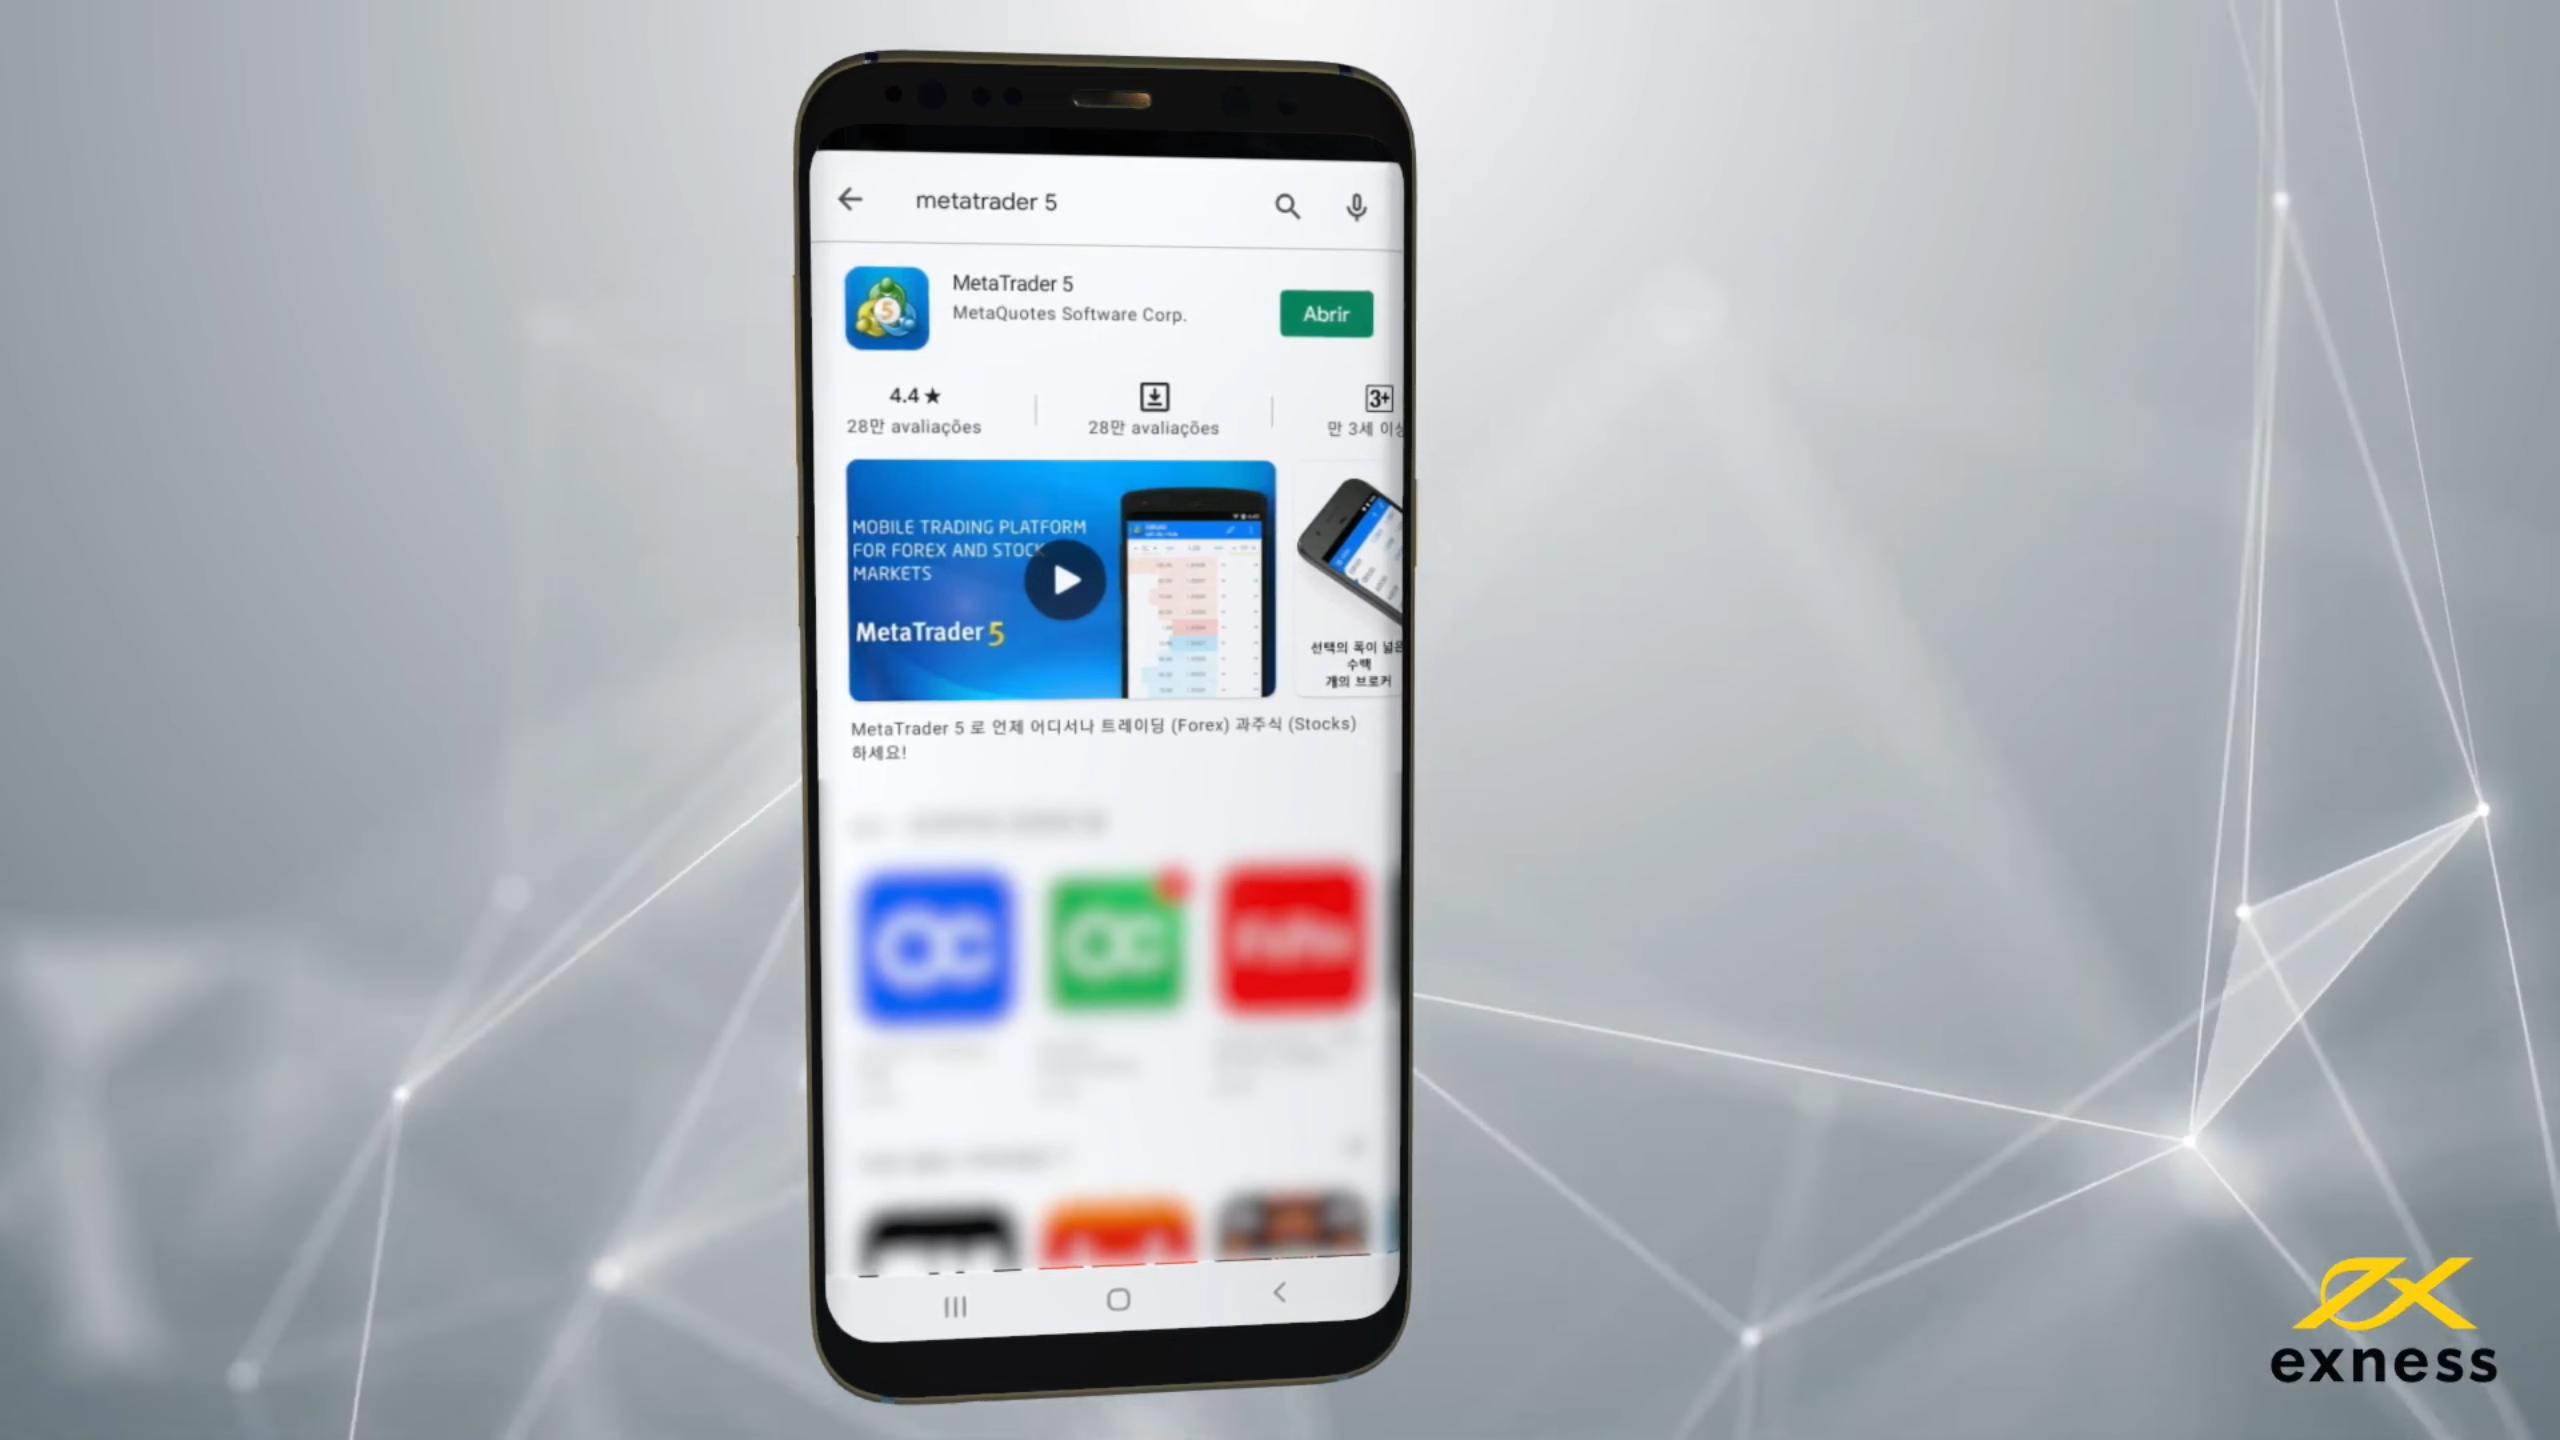 metatrader 5
MetaTrader 5
MetaQuotes Software Corp.
Abrir
4.4★
28만 avaliações
28만 avaliações
3+
만 3세 이상
MOBILE TRADING PLATFORM
FOR FOREX AND STOCK
MARKETS
MetaTrader 5
선택의 폭이 넓은
수백
개의 브로커
MetaTrader 5 로 언제 어디서나 트레이딩 (Forex) 과주식 (Stocks)
하세요!
exness